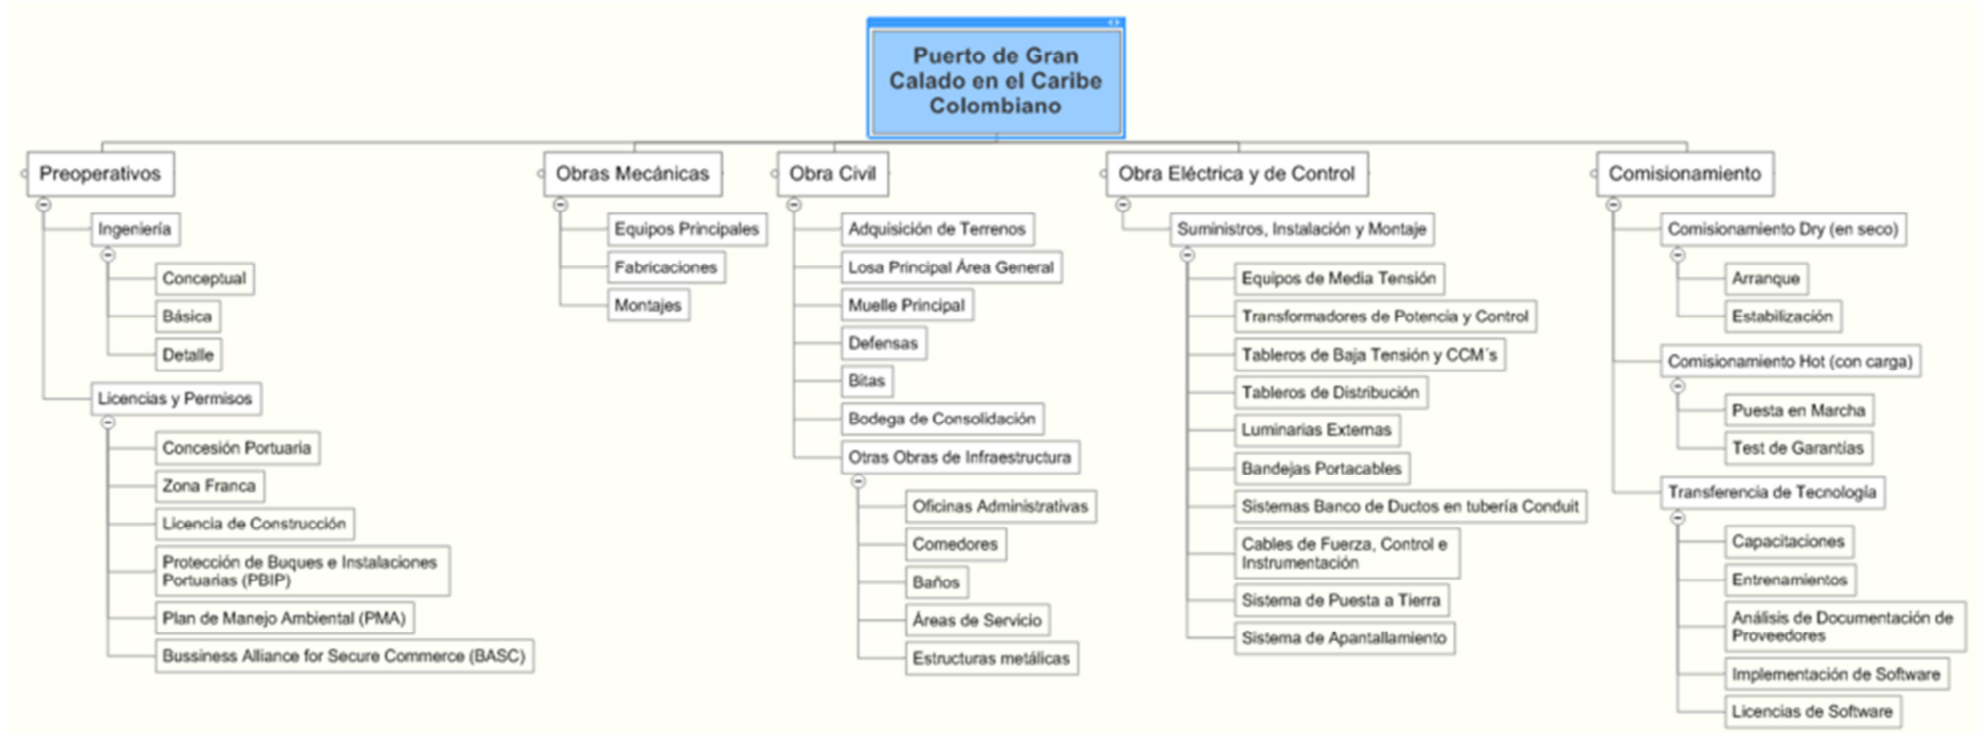 Puerto de Gran
Calado en el Caribe
Colombiano
Preoperativos
Ingeniería
Conceptual
Básica
Detalle
Licencias y Permisos
Concesión Portuaria
Zona Franca
Licencia de Construcción
Protección de Buques e Instalaciones
Portuarias (PBIP)
Plan de Manejo Ambiental (PMA)
Bussiness Alliance for Secure Commerce (BASC)
Obras Mecánicas
Equipos Principales
Fabricaciones
Montajes
Obra Civil
Adquisición de Terrenos
Losa Principal Área General
Muelle Principal
Defensas
Bitas
Bodega de Consolidación
Otras Obras de Infraestructura
Oficinas Administrativas
Comedores
Baños
Áreas de Servicio
Estructuras metálicas
Obra Eléctrica y de Control
Suministros, Instalación y Montaje
Equipos de Media Tensión
Transformadores de Potencia y Control
Tableros de Baja Tensión y CCM´s
Tableros de Distribución
Luminarias Externas
Bandejas Portacables
Sistemas Banco de Ductos en tubería Conduit
Cables de Fuerza, Control e
Instrumentación
Sistema de Puesta a Tierra
Sistema de Apantallamiento
Comisionamiento
Comisionamiento Dry (en seco)
Arranque
Estabilización
Comisionamiento Hot (con carga)
Puesta en Marcha
Test de Garantías
Transferencia de Tecnología
Capacitaciones
Entrenamientos
Análisis de Documentación de
Proveedores
Implementación de Software
Licencias de Software